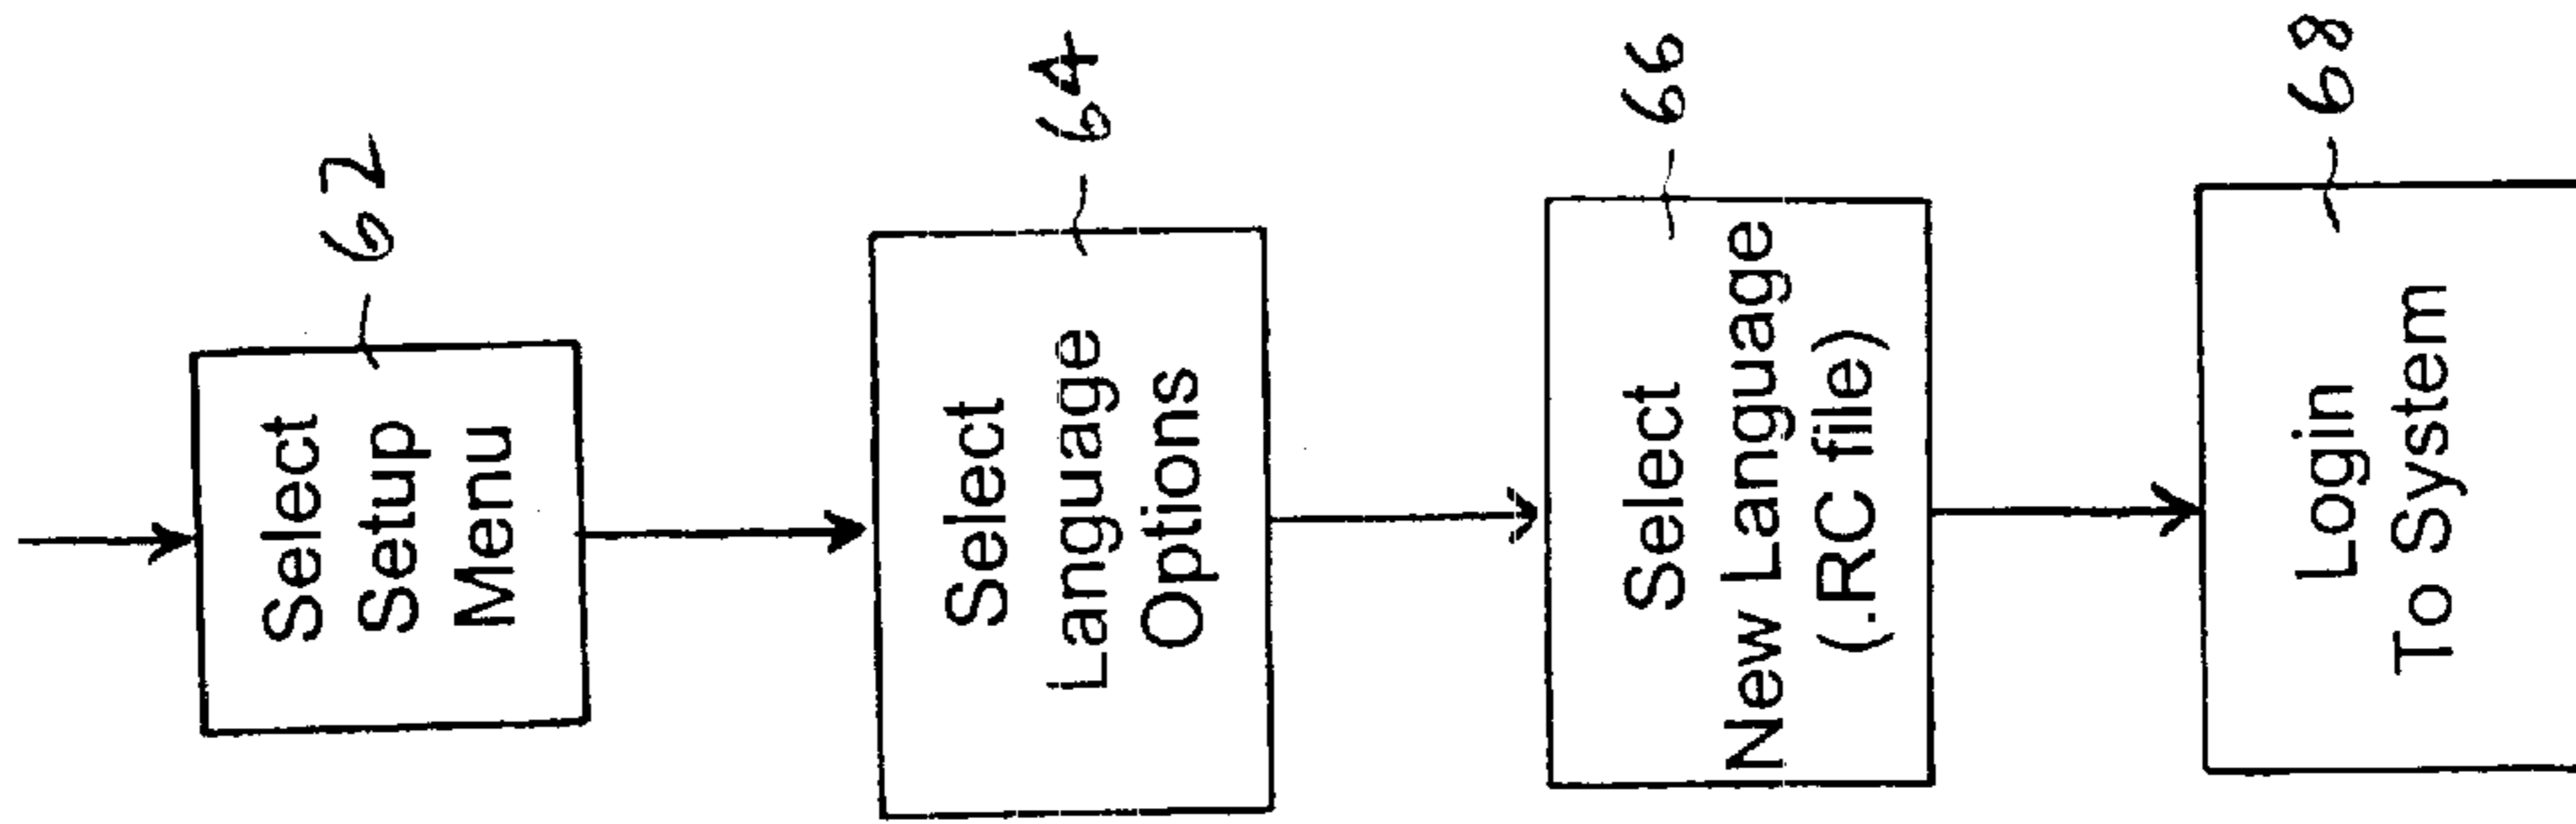 Select
Setup
Menu
62
Select
Language
Options
64
Select
New Language
(.RC file)
66
Login
To System
68